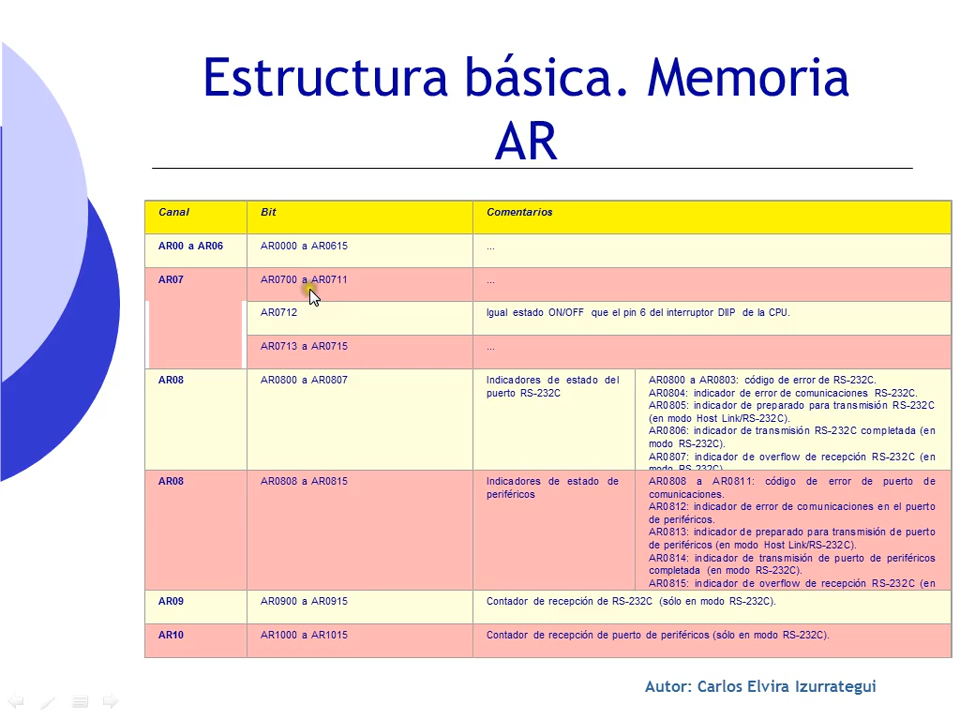 Estructura básica. Memoria
AR
Canal Bit Comentarios
AR00 a AR06 AR0000 a AR0615 ...
AR07 AR0700 a AR0711 ...
AR0712 Igual estado ON/OFF que el pin 6 del interruptor DIIP de la CPU.
AR0713 a AR0715 ...
AR08 AR0800 a AR0807
Indicadores de estado del
puerto RS-232C
AR0800 a AR0803: código de error de RS-232C.
AR0804: indicador de error de comunicaciones RS-232C.
AR0805: indicador de preparado para transmisión RS-232C
(en modo Host Link/RS-232C).
AR0806: indicador de transmisión RS-232C completada (en
modo RS-232C).
AR0807: indicador de overflow de recepción RS-232C (en
modo RS-232C)
AR08 AR0808 a AR0815
Indicadores de estado de
periféricos
AR0808 a AR0811: código de error de puerto de
comunicaciones.
AR0812: indicador de error de comunicaciones en el puerto
de periféricos.
AR0813: indicador de preparado para transmisión de puerto
de periféricos (en modo Host Link/RS-232C).
AR0814: indicador de transmisión de puerto de periféricos
completada (en modo RS-232C).
AR0815: indicador de overflow de recepción RS-232C (en
AR09 AR0900 a AR0915 Contador de recepción de RS-232C (sólo en modo RS-232C).
AR10 AR1000 a AR1015 Contador de recepción de puerto de periféricos (sólo en modo RS-232C).
Autor: Carlos Elvira Izurrategui